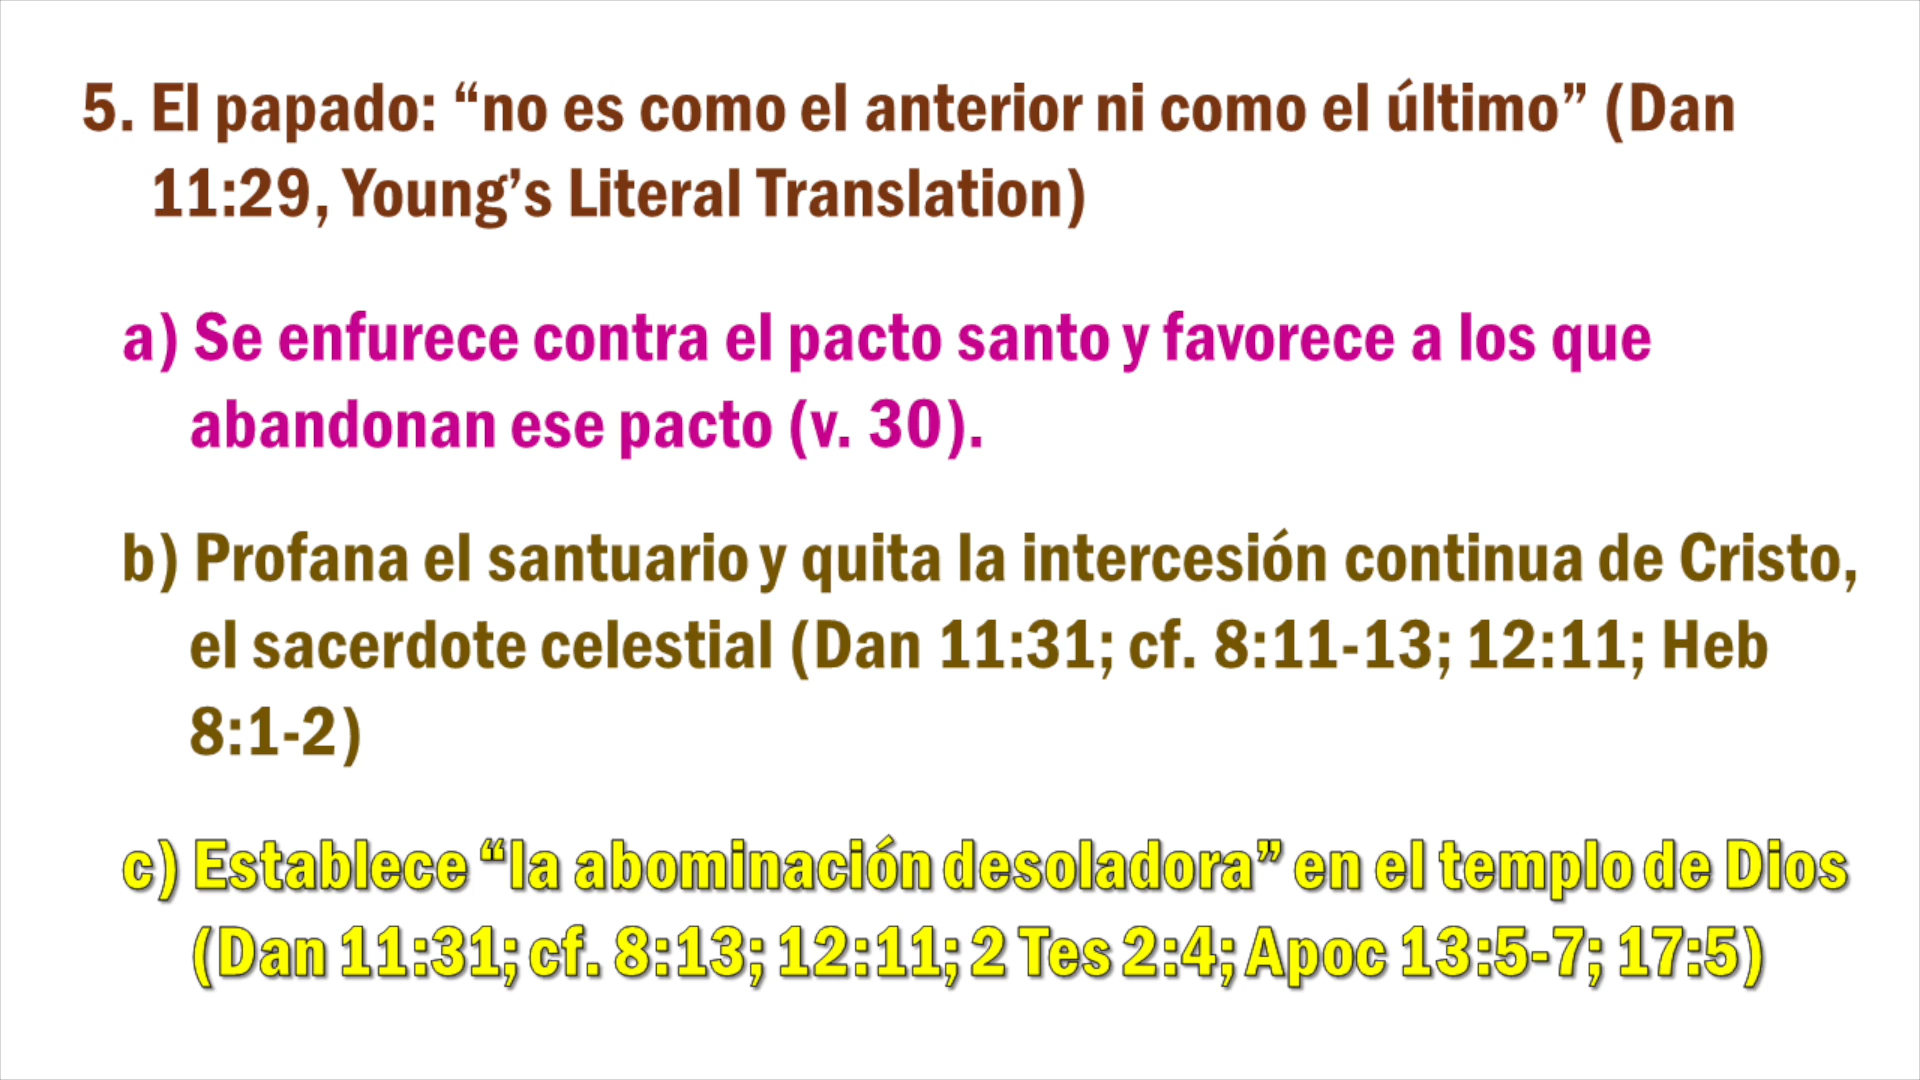 5. El papado: “no es como el anterior ni como el último” (Dan
11:29, Young’s Literal Translation)
a) Se enfurece contra el pacto santo y favorece a los que
abandonan ese pacto (v. 30).
b) Profana el santuario y quita la intercesión continua de Cristo,
el sacerdote celestial (Dan 11:31; cf. 8:11-13; 12:11; Heb
8:1-2)
c) Establece “la abominación desoladora” en el templo de Dios
(Dan 11:31; cf. 8:13; 12:11; 2 Tes 2:4; Apoc 13:5-7; 17:5)